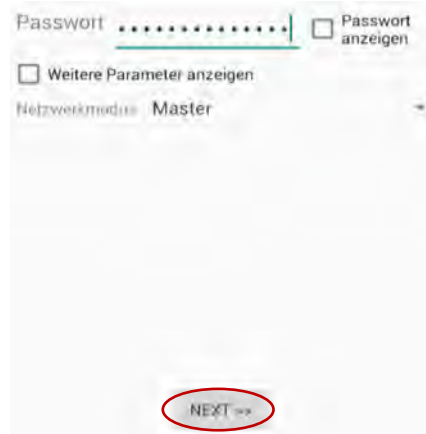 Passwort ••••••••••••••• Passwort
anzeigen
Weitere Parameter anzeigen
Netzwerkmodus Master
NEXT >>